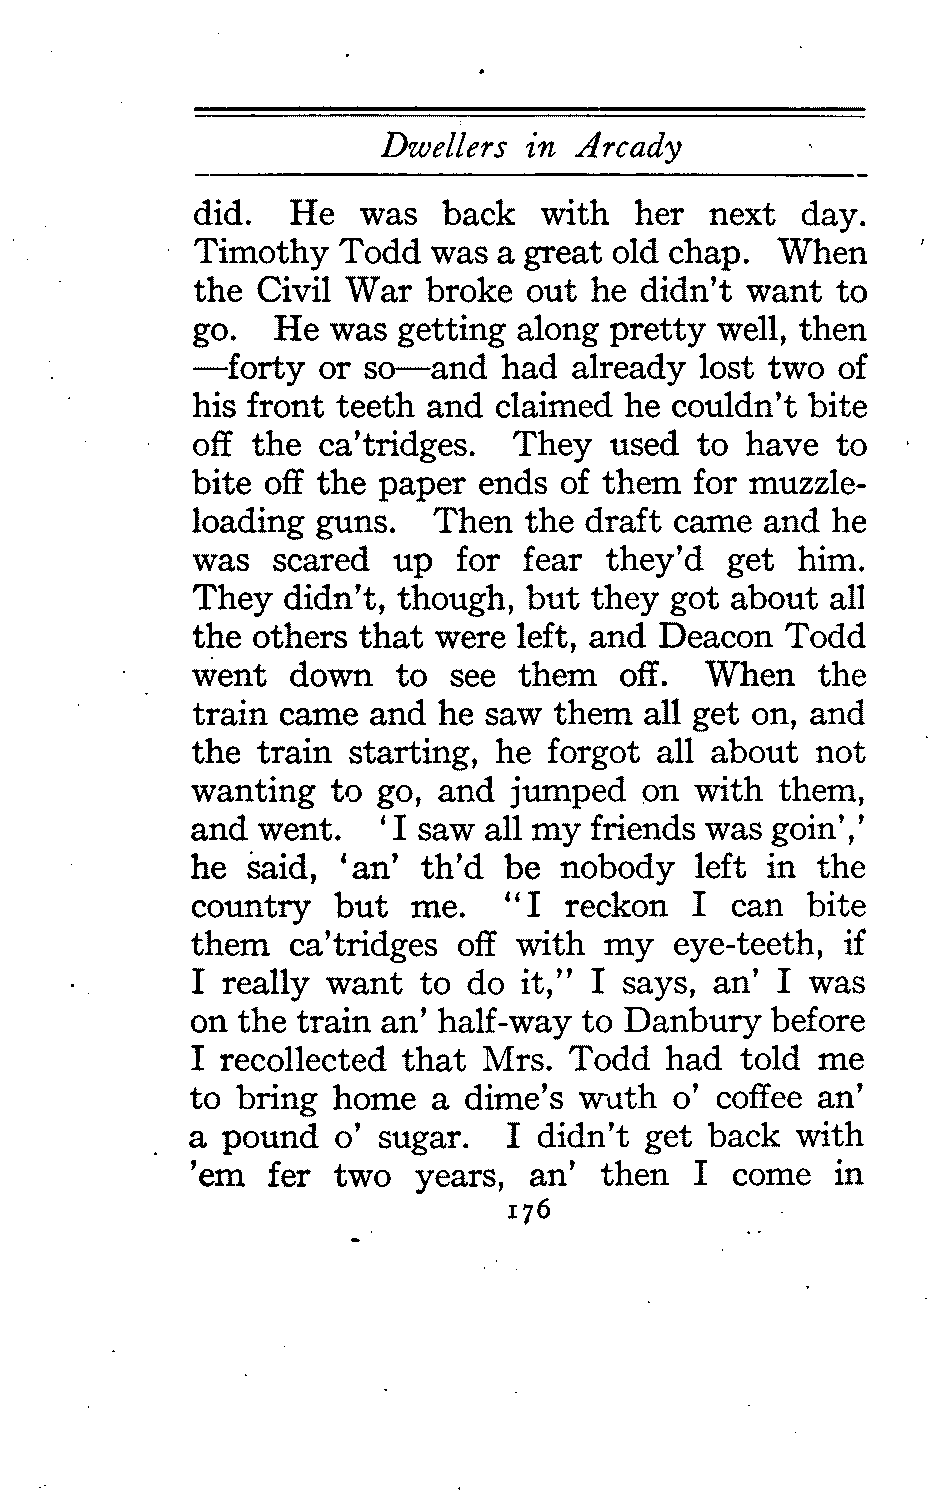 Dwellers in Arcady
did. He was back with her next day.
Timothy Todd was a great old chap. When
the Civil War broke out he didn't want to
go. He was getting along pretty well, then
—forty or so—and had already lost two of
his front teeth and claimed he couldn't bite
off the ca'tridges. They used to have to
bite off the paper ends of them for muzzle-
loading guns. Then the draft came and he
was scared up for fear they'd get him.
They didn't, though, but they got about all
the others that were left, and Deacon Todd
went down to see them off. When the
train came and he saw them all get on, and
the train starting, he forgot all about not
wanting to go, and jumped on with them,
and went. 'I saw all my friends was goin','
he said, 'an' th'd be nobody left in the
country but me. "I reckon I can bite
them ca'tridges off with my eye-teeth, if
I really want to do it," I says, an' I was
on the train an' half-way to Danbury before
I recollected that Mrs. Todd had told me
to bring home a dime's wuth o' coffee an'
a pound o' sugar. I didn't get back with
'em fer two years, an' then I come in
176